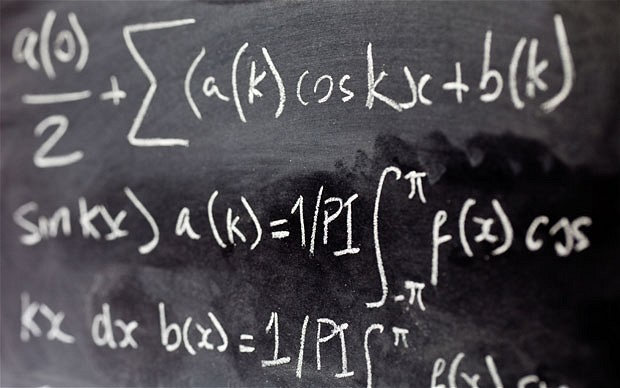 a(0)/2 + ∑ (a(k) cos kx + b(k)
sin kx) a(k) = 1/PI ∫ π -π f(x) cos
kx dx b(x) = 1/PI ∫ π f(x)